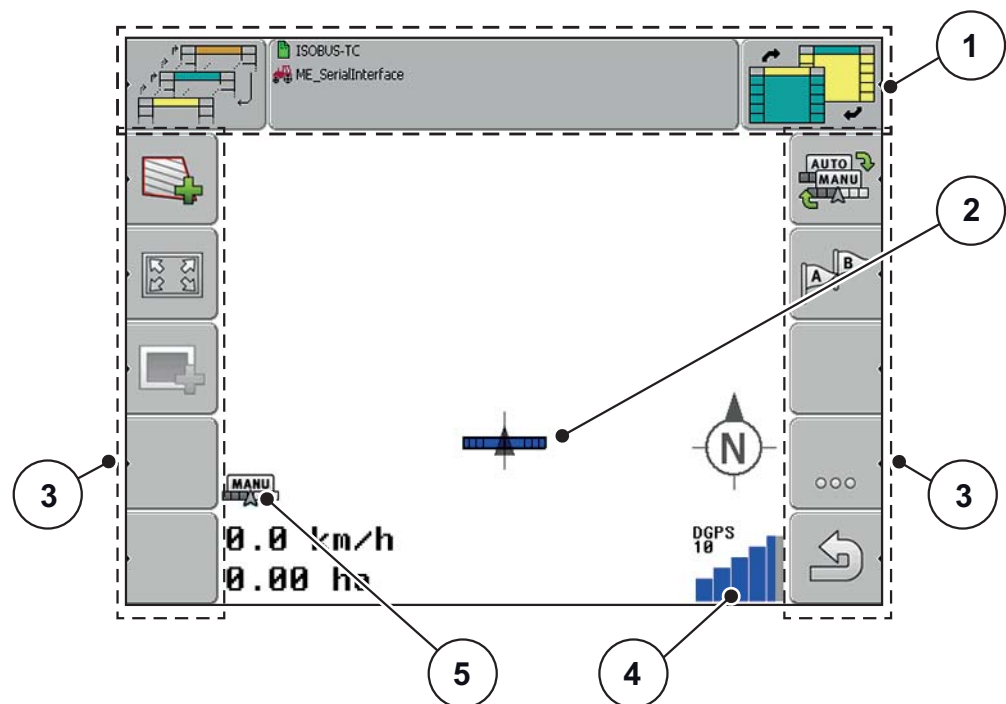 1
ISOBUS-TC
ME_SerialInterface
AUTO
MANU
2
A B
N
3
3
MANU
0.0 km/h
DGPS
10
0.00 ha
5
4